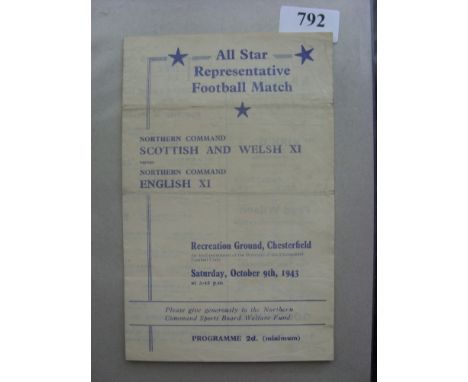 792
All Star
Representative
Football Match
NORTHERN COMMAND
SCOTTISH AND WELSH XI
versus
NORTHERN COMMAND
ENGLISH XI
Recreation Ground, Chesterfield
Saturday, October 9th, 1943
Please give generously to the Northern
Command Sports Board Welfare Fund
PROGRAMME 2d. (minimum)